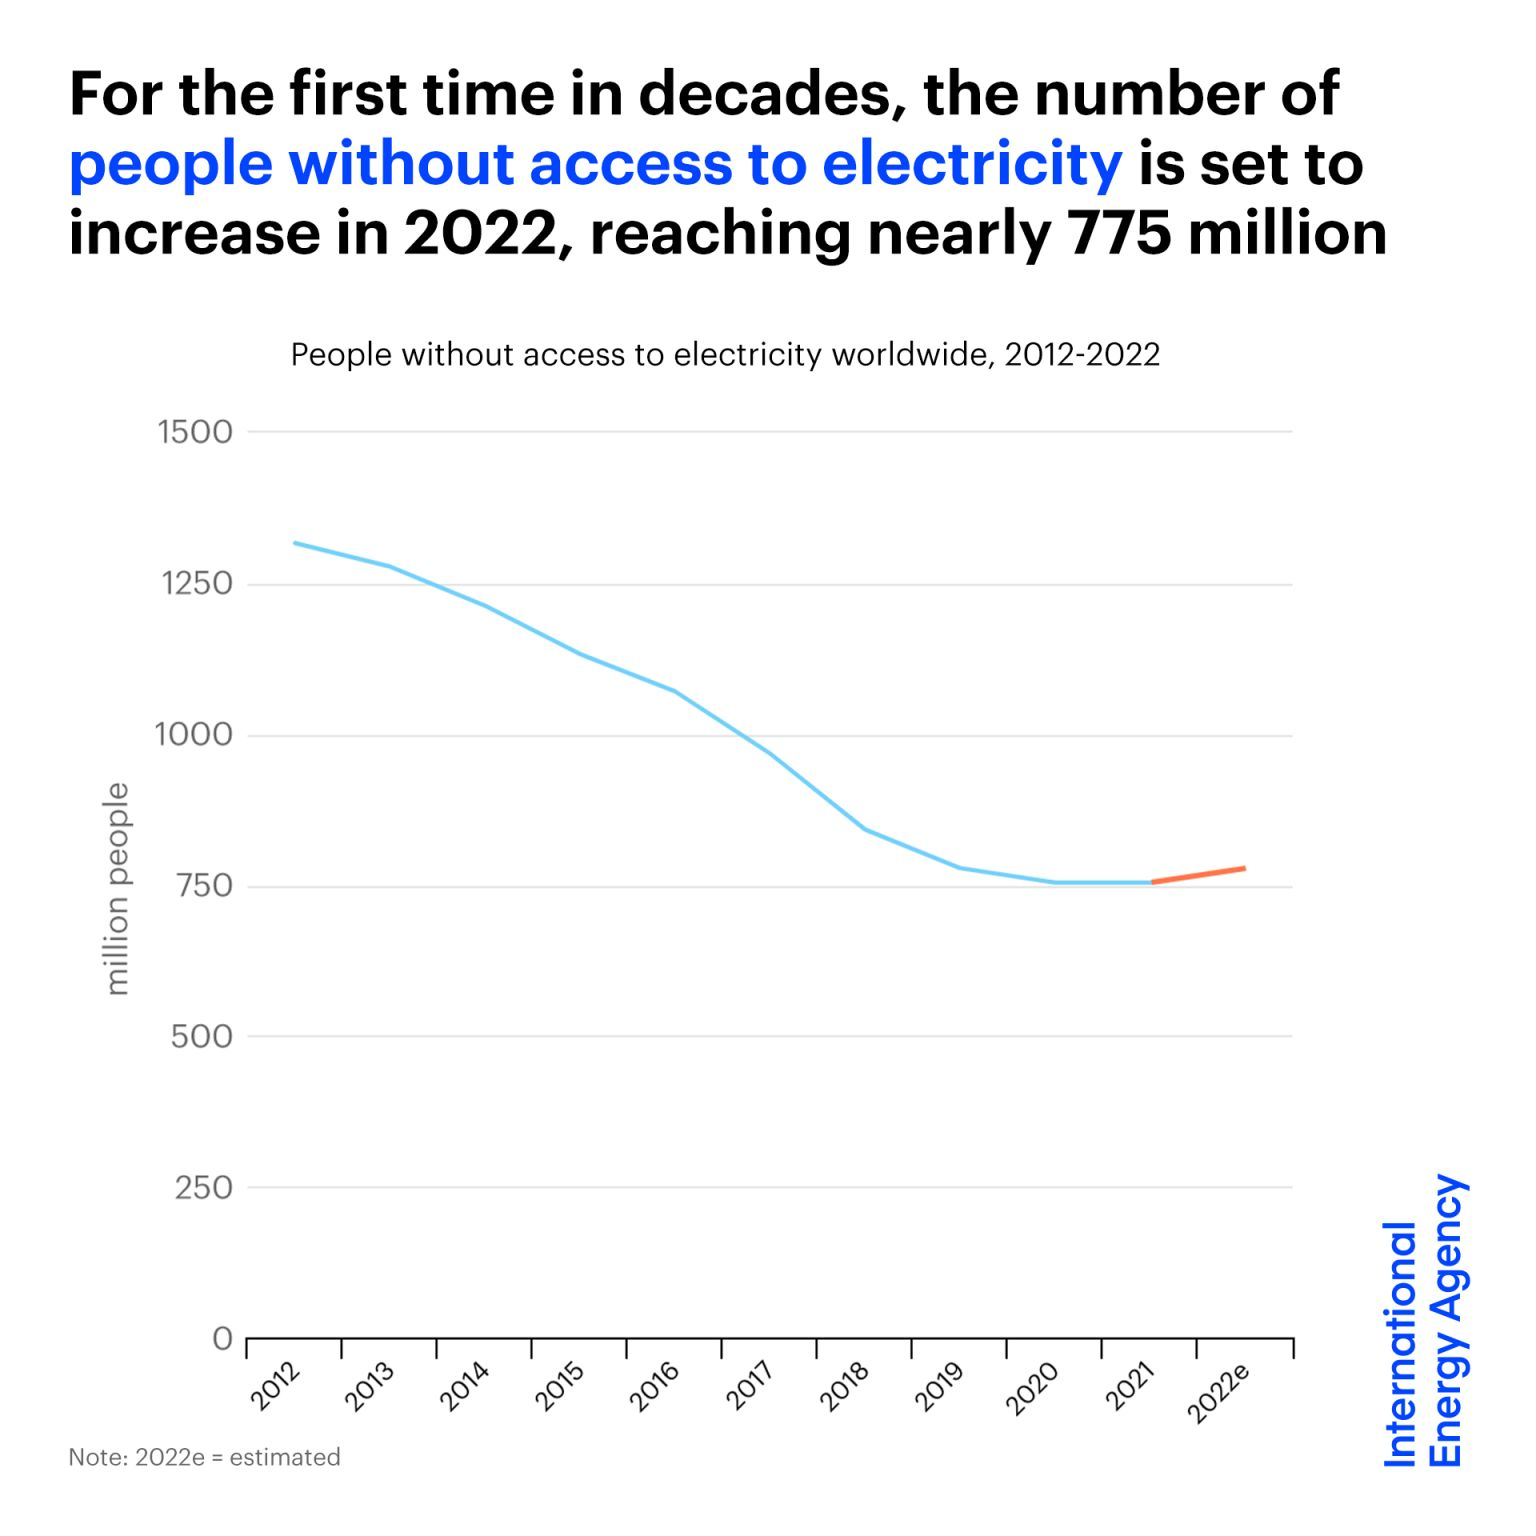 For the first time in decades, the number of
people without access to electricity is set to
increase in 2022, reaching nearly 775 million
People without access to electricity worldwide, 2012-2022
1500
1250
1000
750
500
250
0
million people
2012
2013
2014
2015
2016
2017
2018
2019
2020
2021
2022e
Note: 2022e = estimated
International
Energy Agency